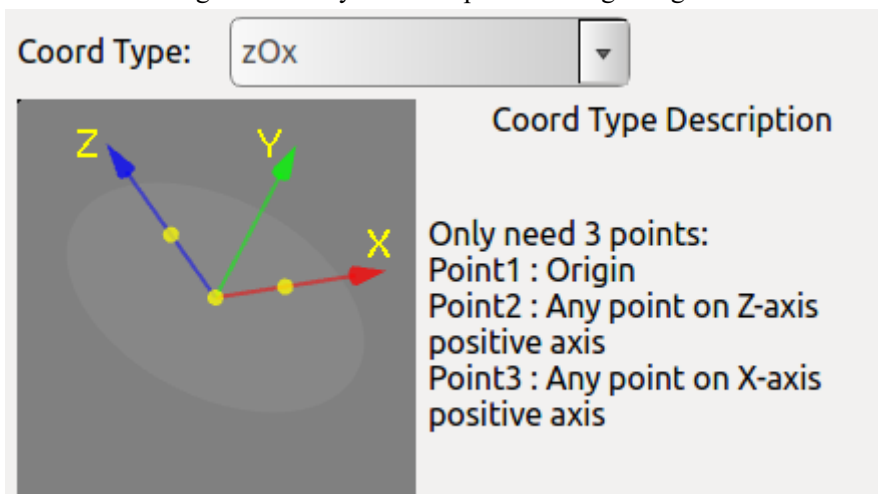 Coord Type:
zOx
Coord Type Description
Z
Y
X
Only need 3 points:
Point1 : Origin
Point2 : Any point on Z-axis
positive axis
Point3 : Any point on X-axis
positive axis